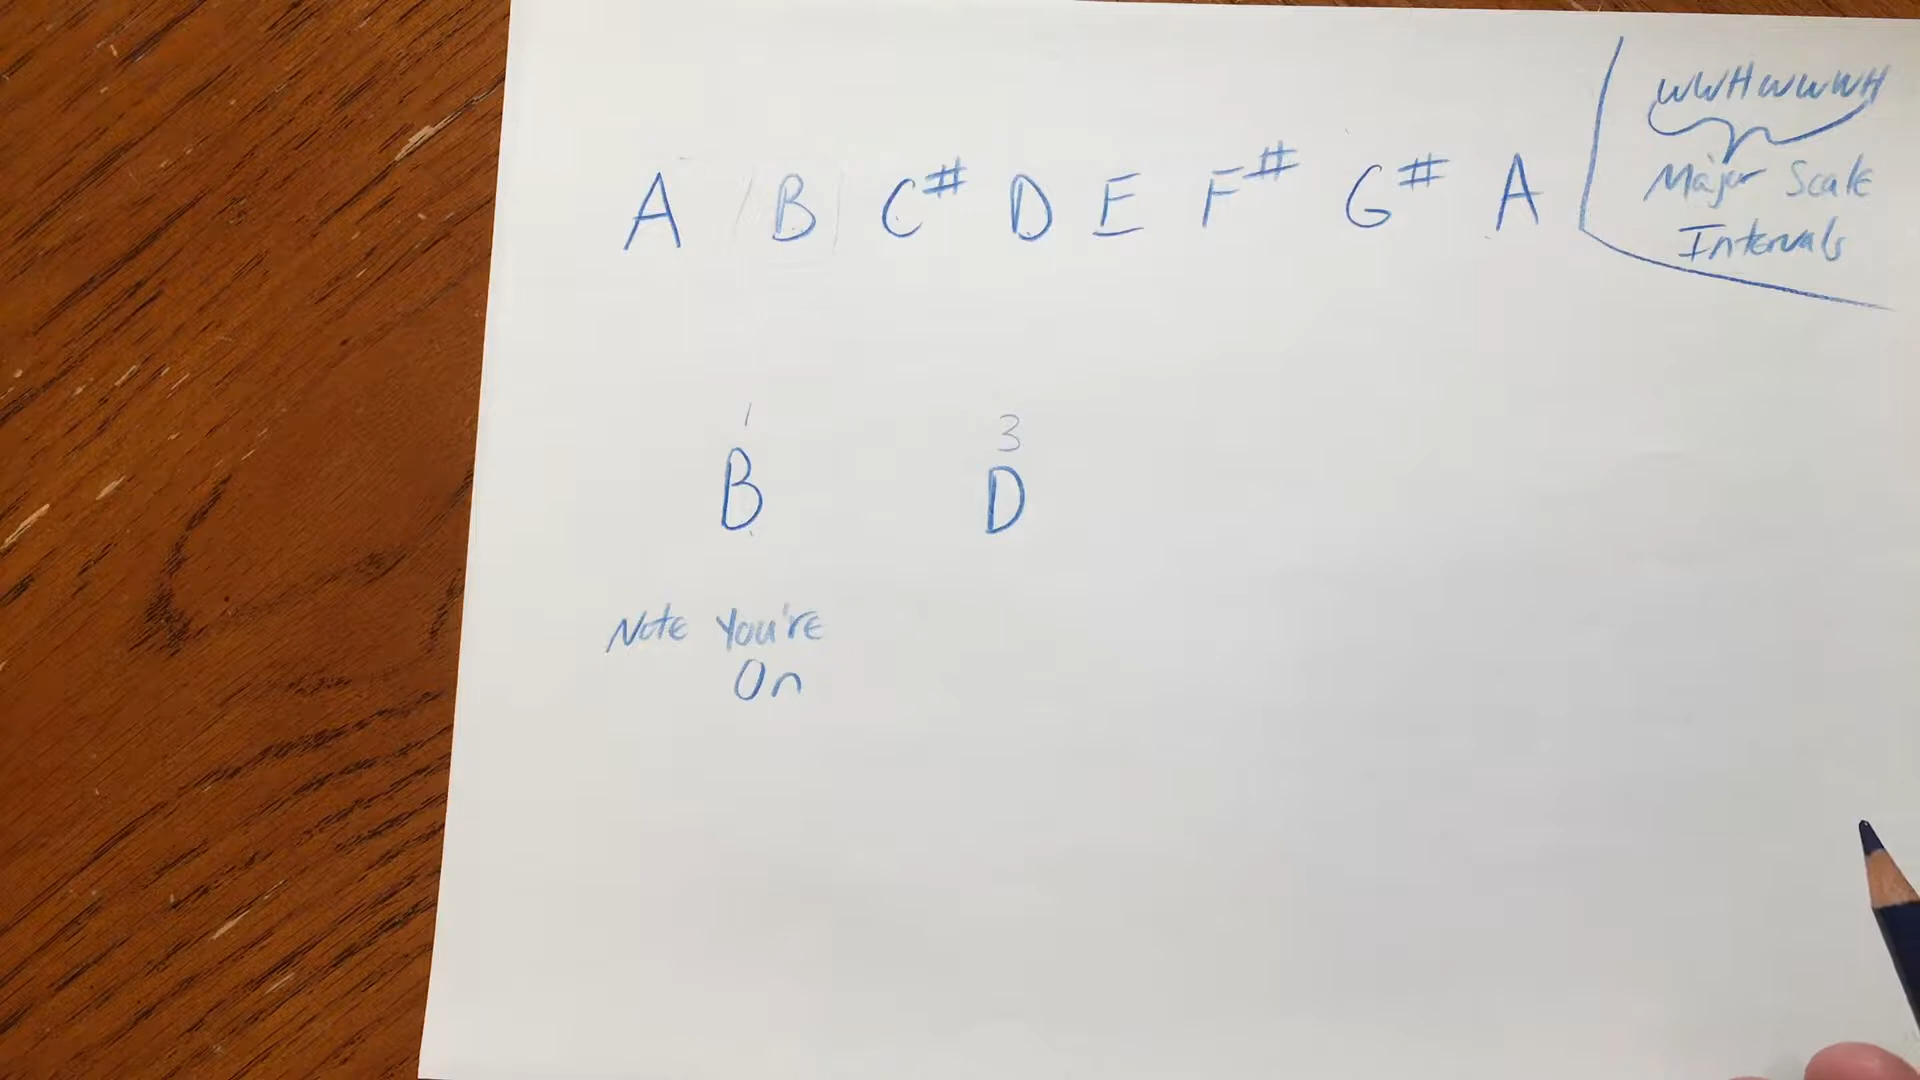 A B C# D E F# G# A
WWHWWWH
Major Scale
Intervals
1 3
B D
Note You're
On